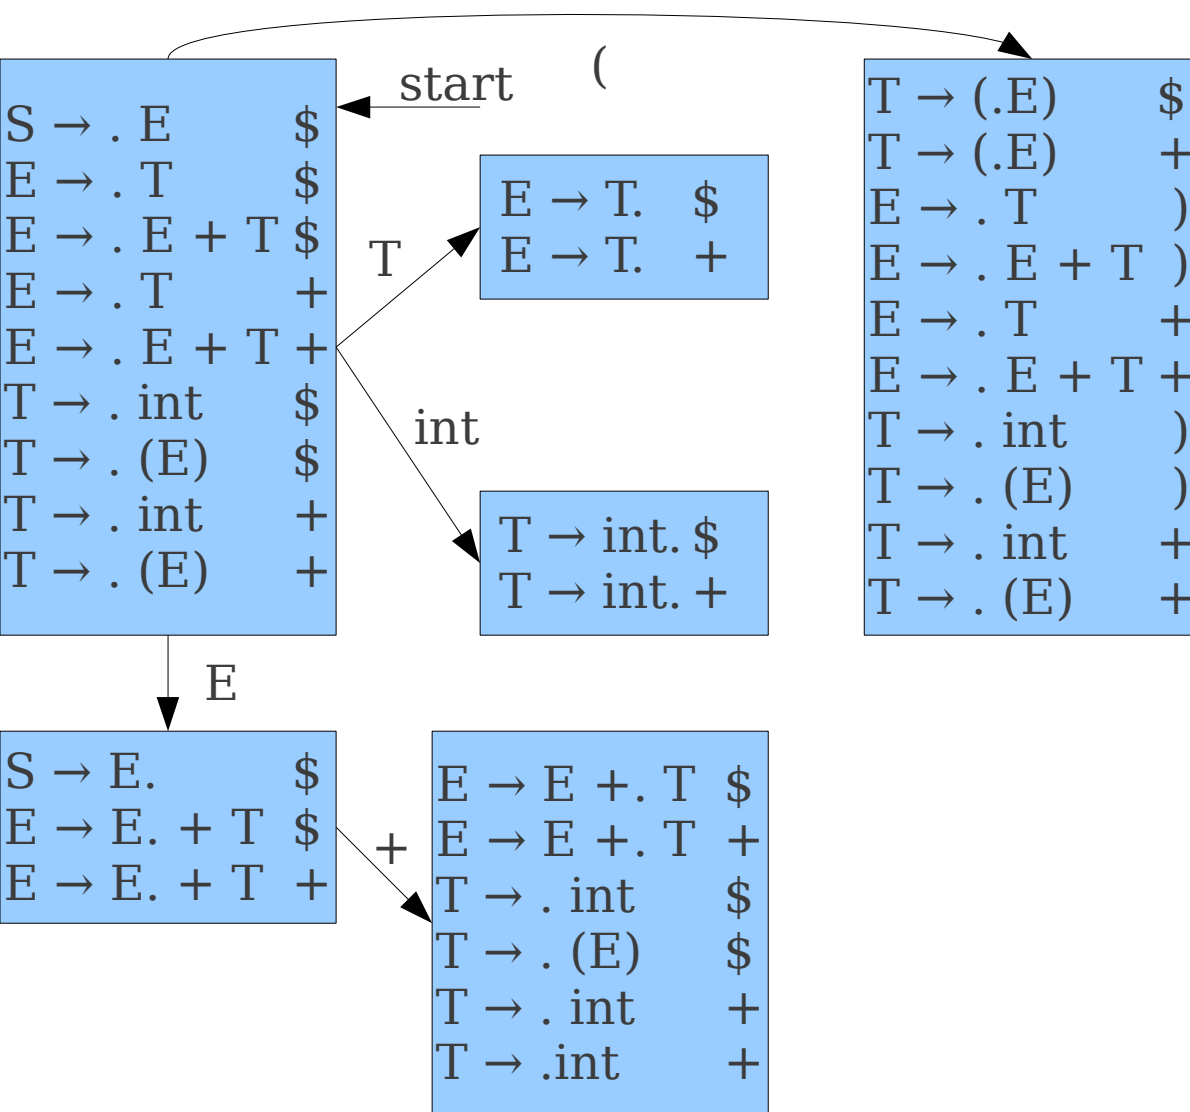 (
start
S → . E $
E → . T $
E → . E + T $
E → . T +
E → . E + T +
T → . int $
T → . (E) $
T → . int +
T → . (E) +
T
E → T. $
E → T. +
int
T → int. $
T → int. +
T → (.E) $
T → (.E) +
E → . T )
E → . E + T )
E → . T +
E → . E + T +
T → . int )
T → . (E) )
T → . int +
T → . (E) +
E
S → E. $
E → E. + T $
E → E. + T +
+
E → E +. T $
E → E +. T +
T → . int $
T → . (E) $
T → . int +
T → .int +